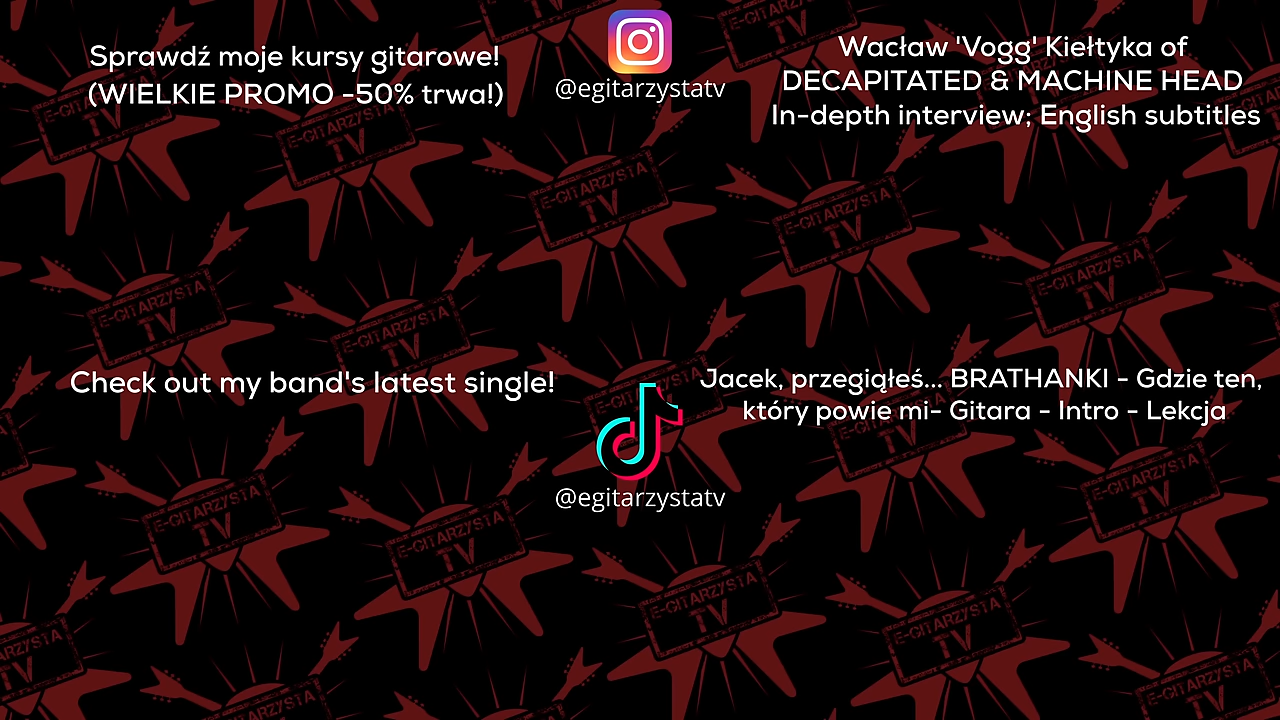 Sprawdź moje kursy gitarowe!
(WIELKIE PROMO -50% trwa!)
@egitarzystatv
Wacław 'Vogg' Kiełtyka of
DECAPITATED & MACHINE HEAD
In-depth interview; English subtitles
Check out my band's latest single!
@egitarzystatv
Jacek, przegiąłeś... BRATHANKI - Gdzie ten,
który powie mi- Gitara - Intro - Lekcja
E-GITARZYSTA
TV